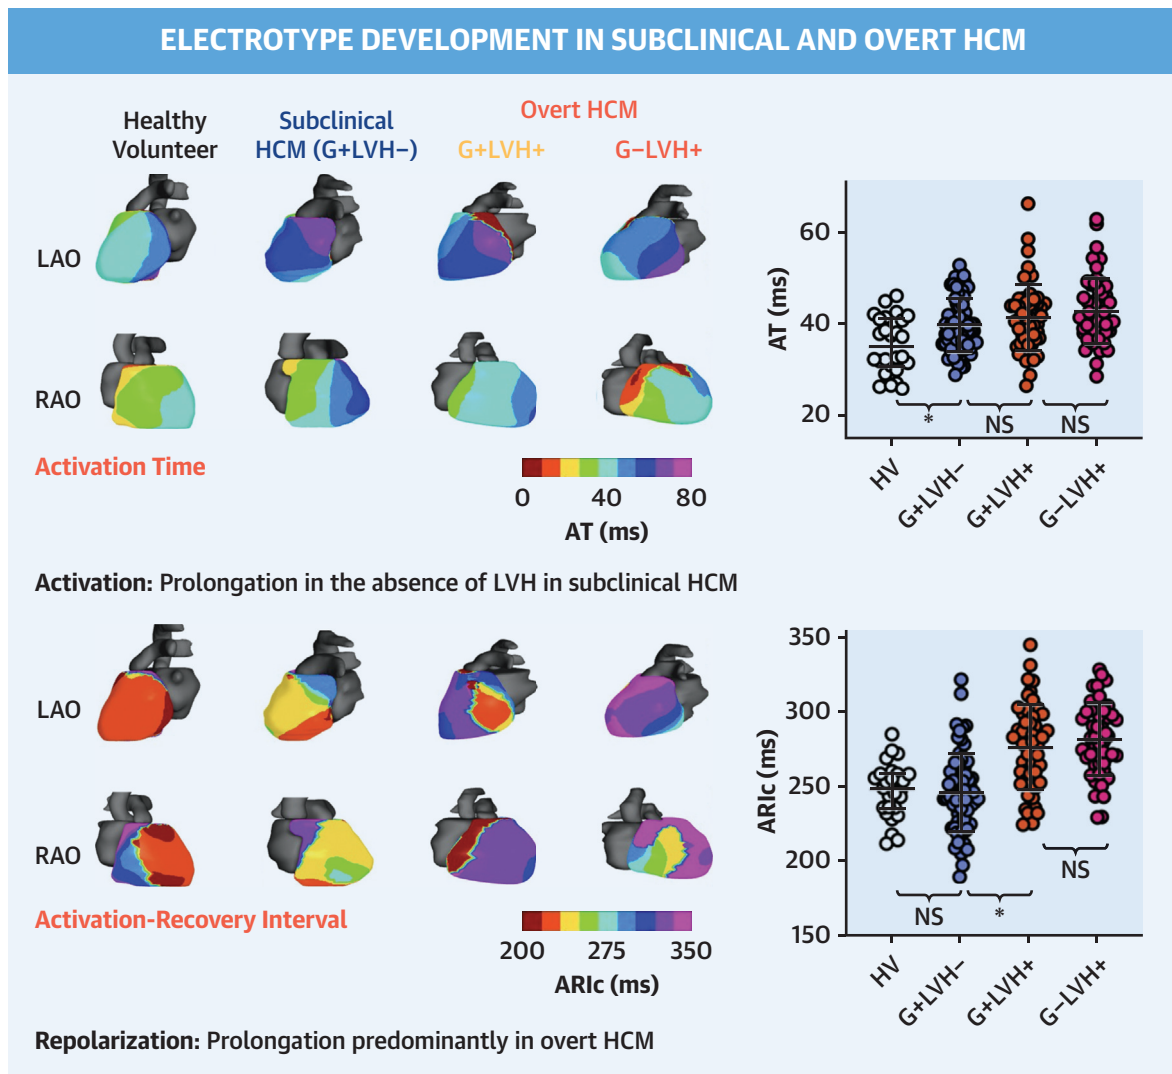 ELECTROTYPE DEVELOPMENT IN SUBCLINICAL AND OVERT HCM
Healthy
Volunteer
Subclinical
HCM (G+LVH−)
Overt HCM
G+LVH+
G−LVH+
LAO
RAO
Activation Time
0
40
80
AT (ms)
60
40
20
AT (ms)
*
NS
NS
HV
G+LVH−
G+LVH+
G−LVH+
Activation: Prolongation in the absence of LVH in subclinical HCM
LAO
RAO
Activation-Recovery Interval
200
275
350
ARIc (ms)
350
300
250
200
150
ARIc (ms)
NS
*
NS
HV
G+LVH−
G+LVH+
G−LVH+
Repolarization: Prolongation predominantly in overt HCM